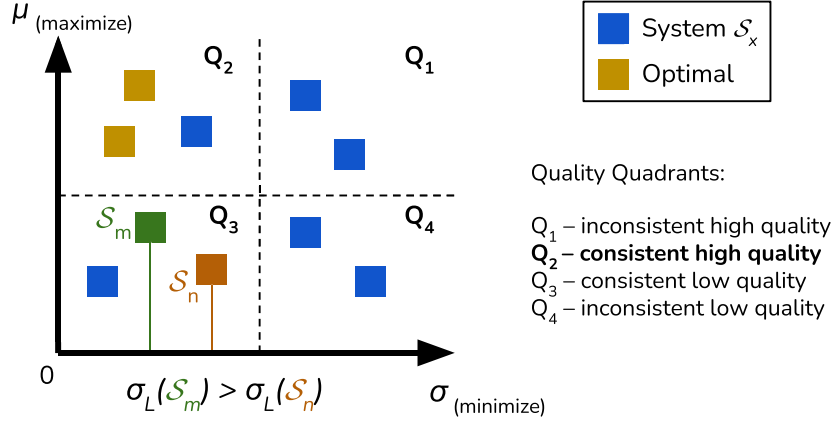 μ (maximize)
Q2
Q1
System 𝒮x
Optimal
Quality Quadrants:
𝒮m
Q3
Q4
Q1 – inconsistent high quality
Q2 – consistent high quality
Q3 – consistent low quality
Q4 – inconsistent low quality
𝒮n
0
σL(𝒮m) > σL(𝒮n)
σ (minimize)